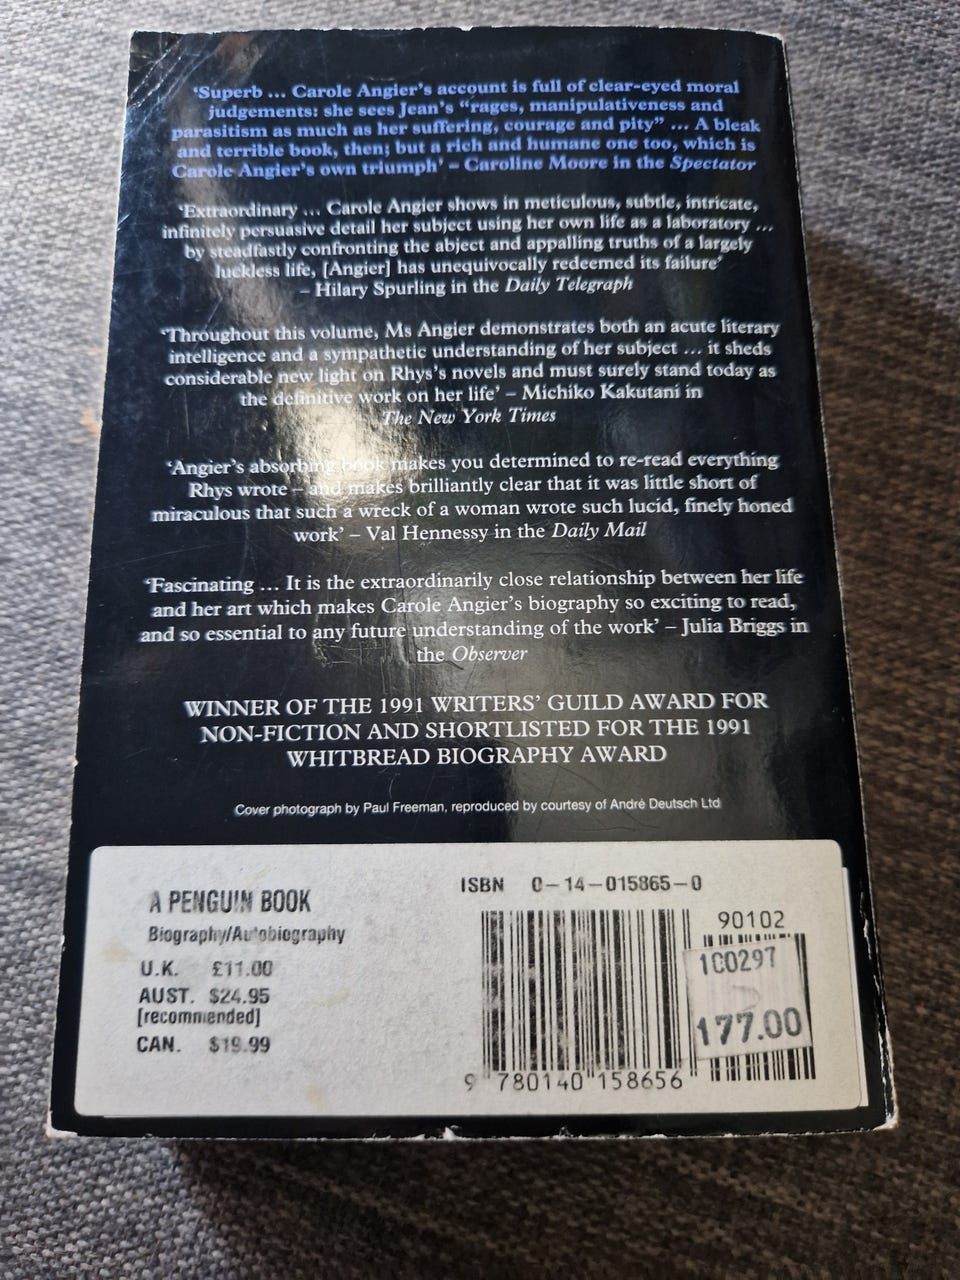 ‘Superb ... Carole Angier’s account is full of clear-eyed moral
judgements: she sees Jean’s “rages, manipulativeness and
parasitism as much as her suffering, courage and pity” ... A bleak
and terrible book, then; but a rich and humane one too, which is
Carole Angier’s own triumph’ – Caroline Moore in the Spectator
‘Extraordinary ... Carole Angier shows in meticulous, subtle, intricate,
infinitely persuasive detail her subject using her own life as a laboratory ...
by steadfastly confronting the abject and appalling truths of a largely
luckless life, [Angier] has unequivocally redeemed its failure’
– Hilary Spurling in the Daily Telegraph
‘Throughout this volume, Ms Angier demonstrates both an acute literary
intelligence and a sympathetic understanding of her subject ... it sheds
considerable new light on Rhys’s novels and must surely stand today as
the definitive work on her life’ – Michiko Kakutani in
The New York Times
‘Angier’s absorbing book makes you determined to re-read everything
Rhys wrote – and makes brilliantly clear that it was little short of
miraculous that such a wreck of a woman wrote such lucid, finely honed
work’ – Val Hennessy in the Daily Mail
‘Fascinating ... It is the extraordinarily close relationship between her life
and her art which makes Carole Angier’s biography so exciting to read,
and so essential to any future understanding of the work’ – Julia Briggs in
the Observer
WINNER OF THE 1991 WRITERS’ GUILD AWARD FOR
NON-FICTION AND SHORTLISTED FOR THE 1991
WHITBREAD BIOGRAPHY AWARD
Cover photograph by Paul Freeman, reproduced by courtesy of André Deutsch Ltd
A PENGUIN BOOK
Biography/Autobiography
U.K. £11.00
AUST. $24.95
[recommended]
CAN. $19.99
ISBN 0-14-015865-0
90102
100297
177.00
9 780140 158656